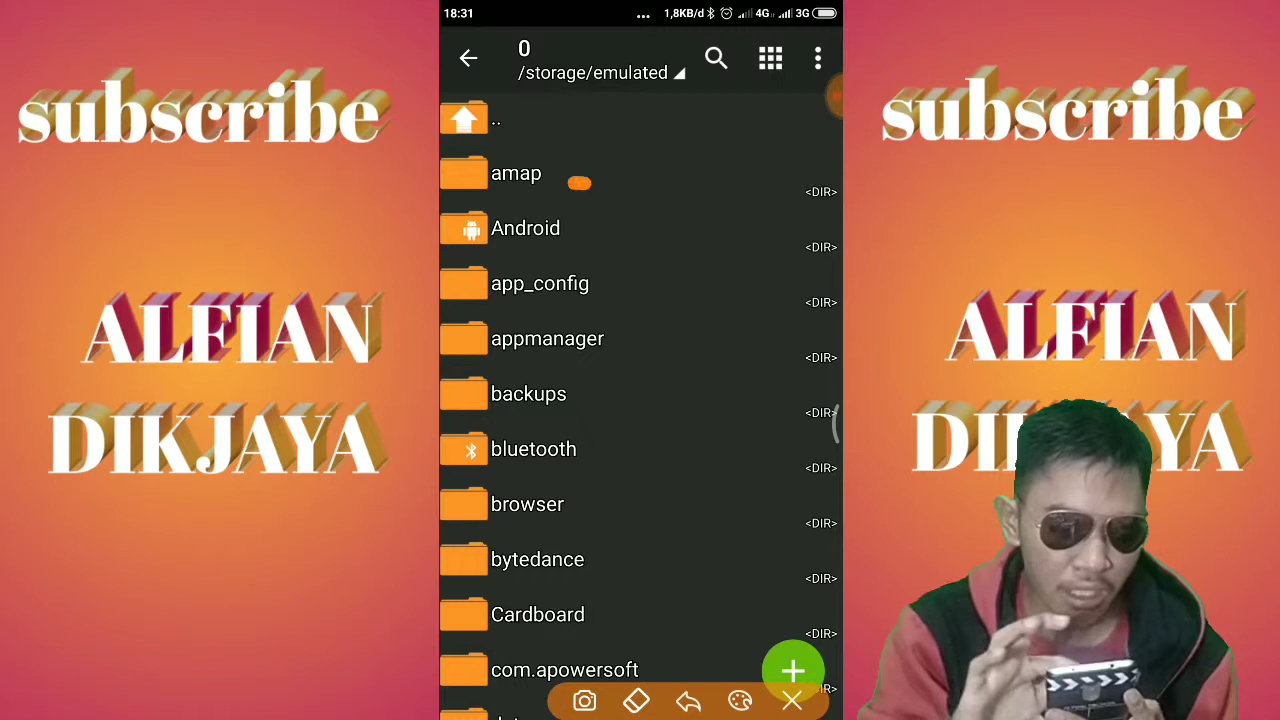 subscribe
ALFIAN
DIKJAYA
18:31
... 1,8KB/d 4G 3G
0
/storage/emulated
..
amap
<DIR>
Android
<DIR>
app_config
<DIR>
appmanager
<DIR>
backups
<DIR>
bluetooth
<DIR>
browser
<DIR>
bytedance
<DIR>
Cardboard
<DIR>
com.apowersoft
subscribe
ALFIAN